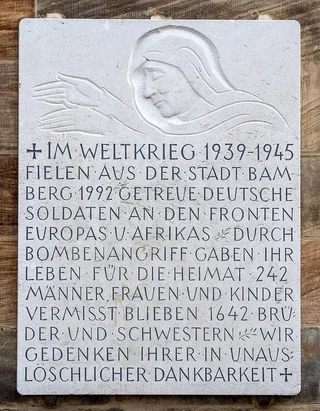 + IM WELTKRIEG 1939-1945
FIELEN AUS DER STADT BAM-
BERG 1992 GETREUE DEUTSCHE
SOLDATEN AN DEN FRONTEN
EUROPAS U. AFRIKAS DURCH
BOMBENANGRIFF GABEN IHR
LEBEN FÜR DIE HEIMAT 242
MÄNNER, FRAUEN UND KINDER
VERMISST BLIEBEN 1642 BRÜ-
DER UND SCHWESTERN WIR
GEDENKEN IHRER IN UNAUS-
LÖSCHLICHER DANKBARKEIT +